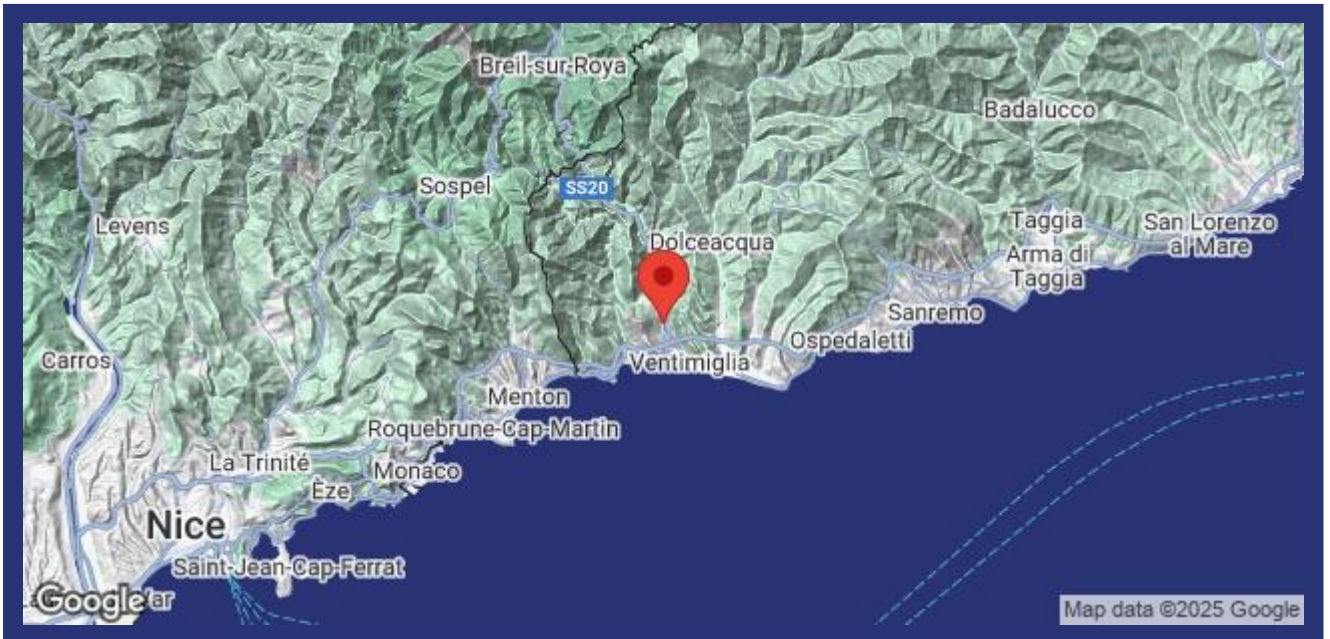 Breil-sur-Roya
Badalucco
Sospel
SS20
Levens
Dolceacqua
Taggia
San Lorenzo
al Mare
Arma di
Taggia
Sanremo
Ospedaletti
Carros
Ventimiglia
Menton
Roquebrune-Cap-Martin
La Trinité
Monaco
Èze
Nice
Saint-Jean-Cap-Ferrat
Google
Map data ©2025 Google